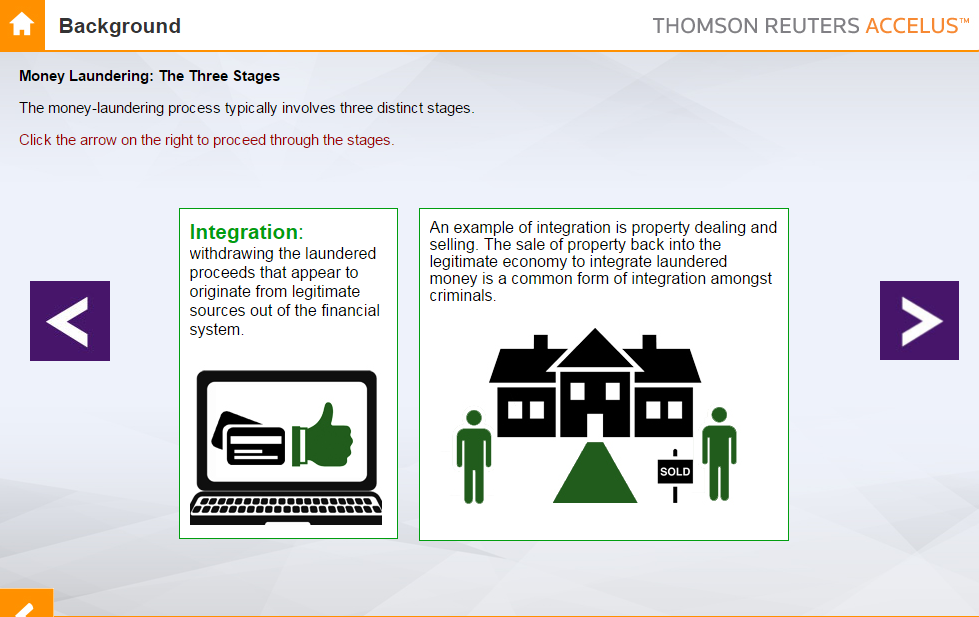 Background
THOMSON REUTERS ACCELUS™
Money Laundering: The Three Stages
The money-laundering process typically involves three distinct stages.
Click the arrow on the right to proceed through the stages.
Integration:
withdrawing the laundered
proceeds that appear to
originate from legitimate
sources out of the financial
system.
An example of integration is property dealing and
selling. The sale of property back into the
legitimate economy to integrate laundered
money is a common form of integration amongst
criminals.
SOLD